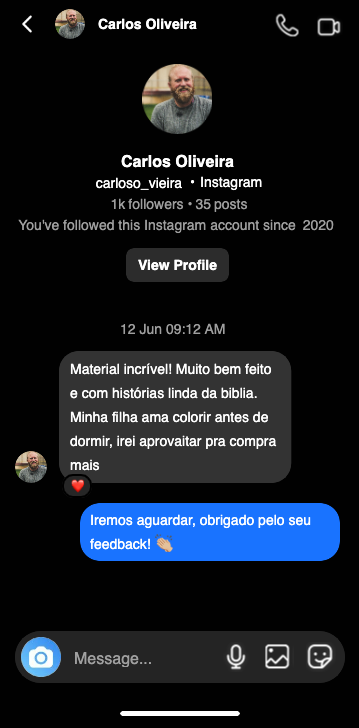 Carlos Oliveira
Carlos Oliveira
carloso_vieira • Instagram
1k followers • 35 posts
You've followed this Instagram account since 2020
View Profile
12 Jun 09:12 AM
Material incrível! Muito bem feito
e com histórias linda da biblia.
Minha filha ama colorir antes de
dormir, irei aprovaitar pra compra
mais
Iremos aguardar, obrigado pelo seu
feedback! 👏🏼
Message...